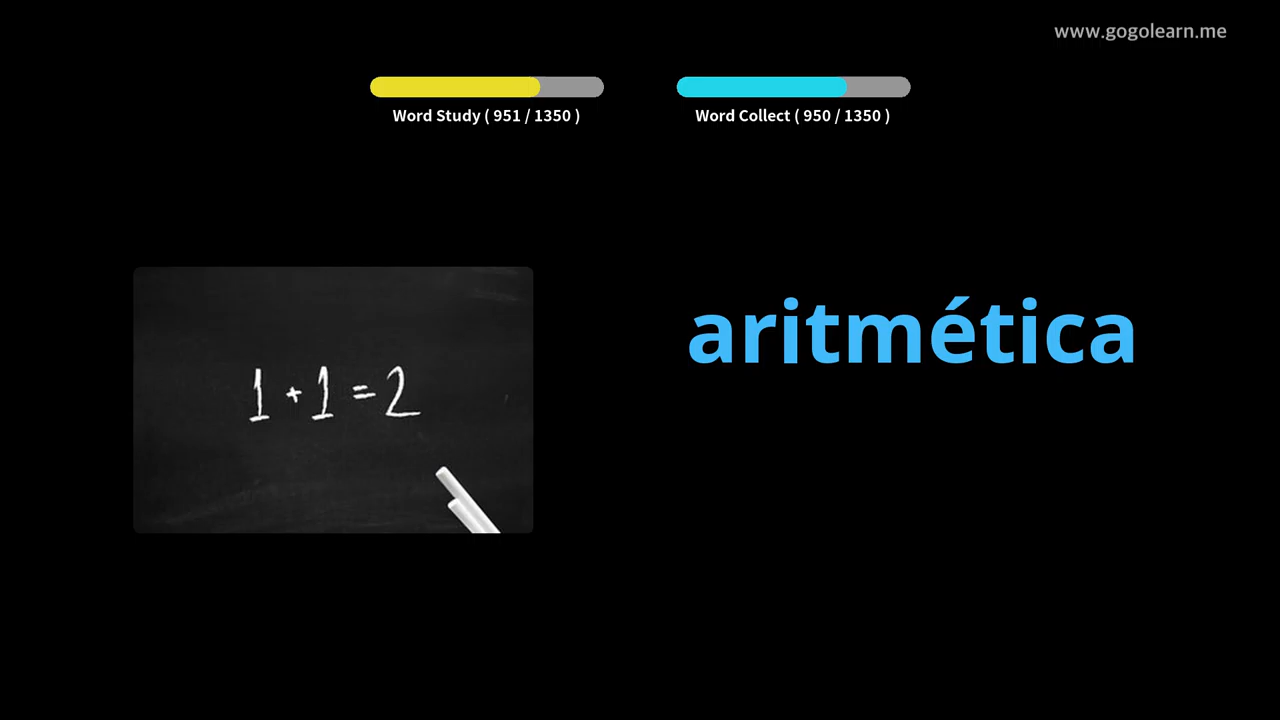 www.gogolearn.me
Word Study ( 951 / 1350 )
Word Collect ( 950 / 1350 )
aritmética
1 + 1 = 2